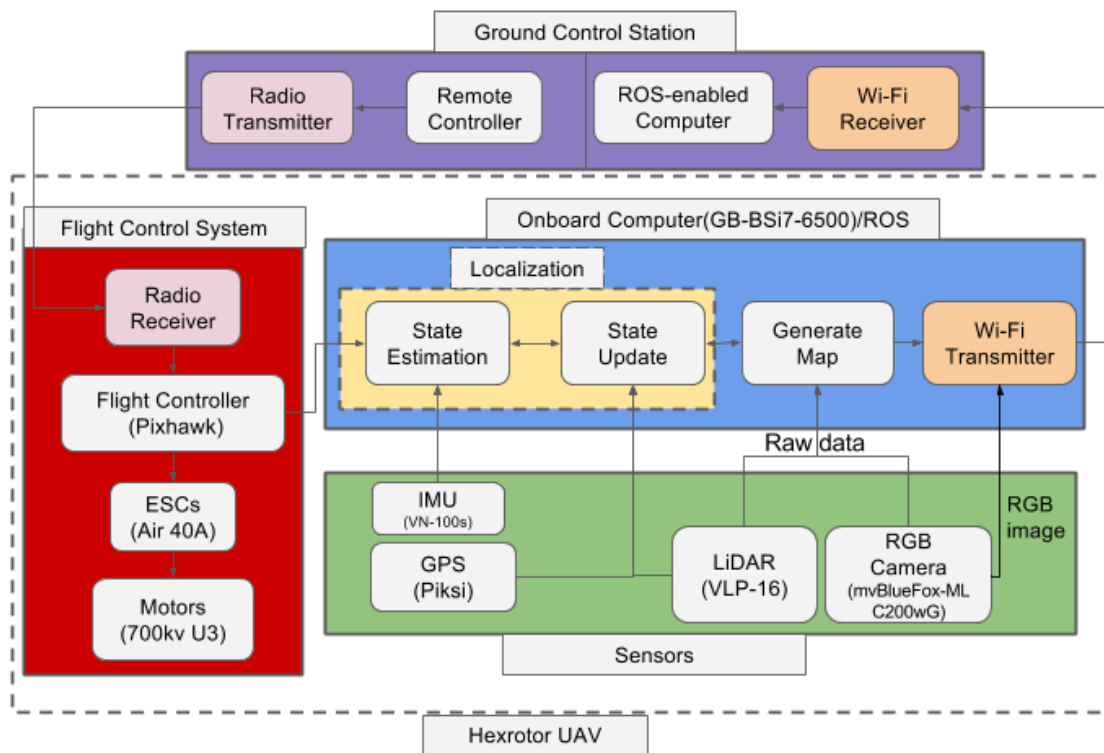 Ground Control Station
Radio
Transmitter
Remote
Controller
ROS-enabled
Computer
Wi-Fi
Receiver
Flight Control System
Onboard Computer(GB-BSi7-6500)/ROS
Radio
Receiver
Flight Controller
(Pixhawk)
ESCs
(Air 40A)
Motors
(700kv U3)
Localization
State
Estimation
State
Update
Generate
Map
Wi-Fi
Transmitter
Raw data
IMU
(VN-100s)
GPS
(Piksi)
LiDAR
(VLP-16)
RGB
Camera
(mvBlueFox-ML
C200wG)
RGB
image
Sensors
Hexrotor UAV